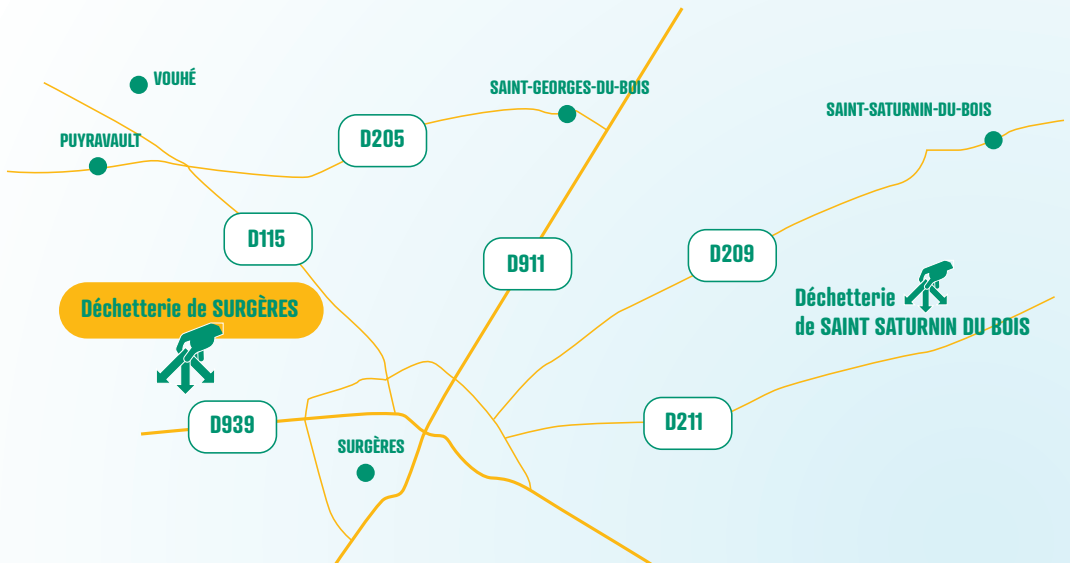 VOUHÉ
SAINT-GEORGES-DU-BOIS
SAINT-SATURNIN-DU-BOIS
PUYRAVAULT
D205
D115
D911
D209
Déchetterie de SURGÈRES
Déchetterie
de SAINT SATURNIN DU BOIS
D939
D211
SURGÈRES